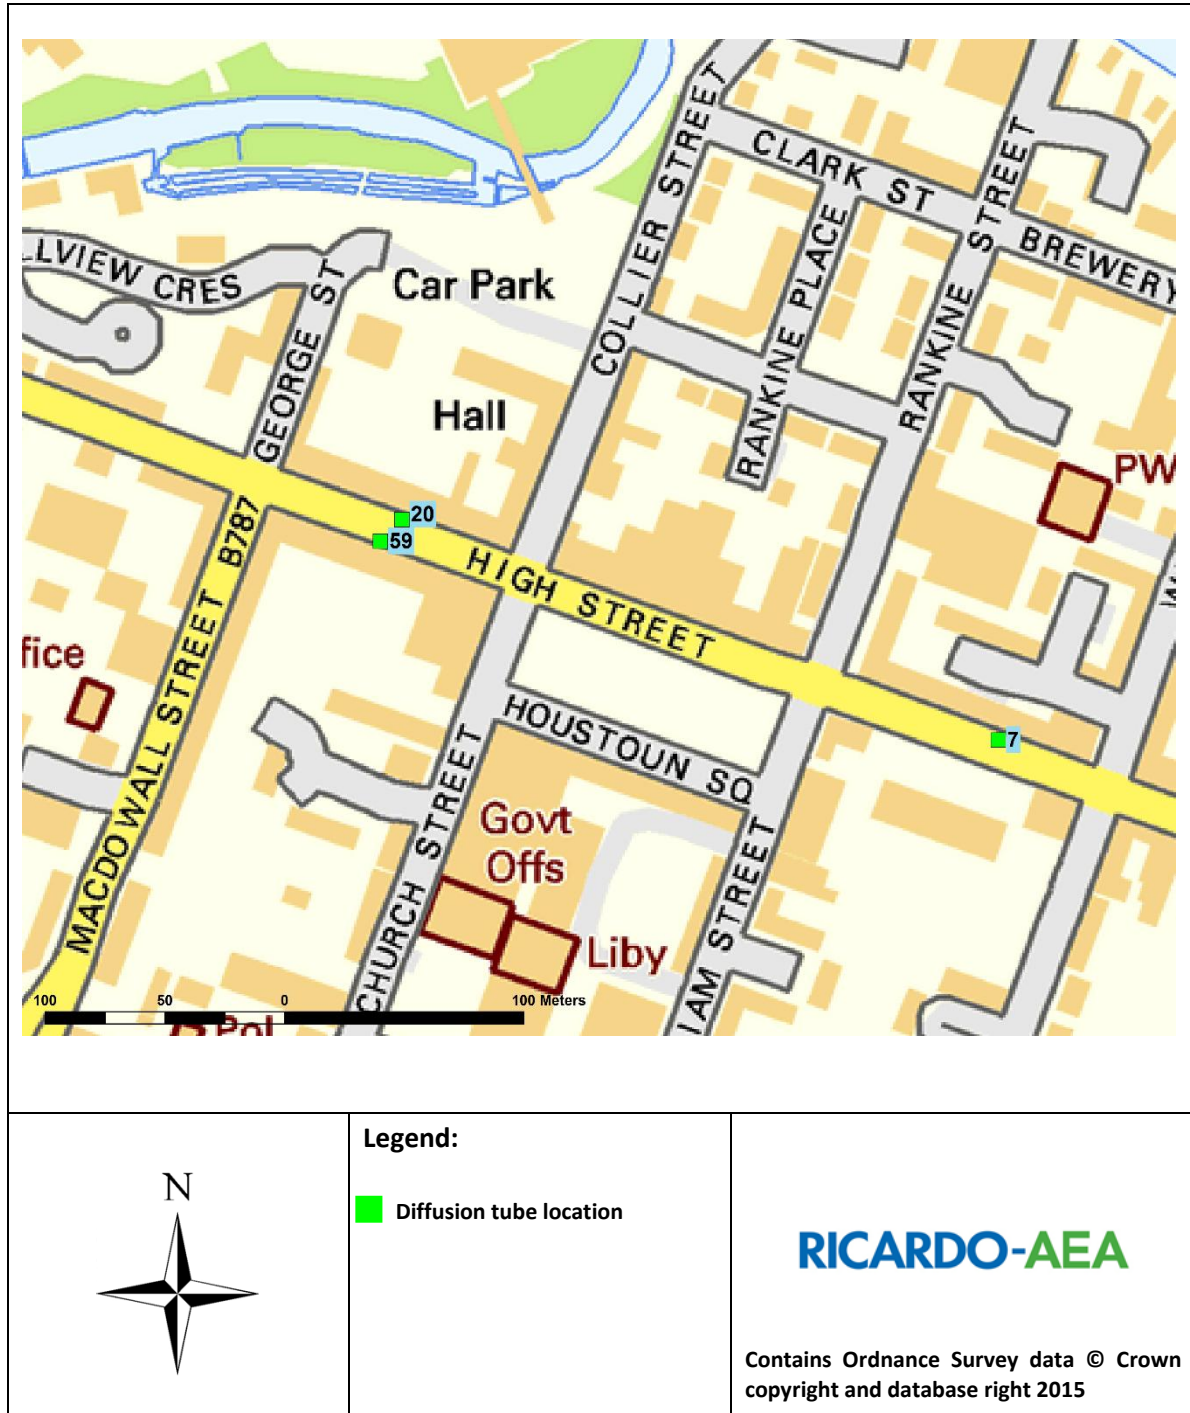 COLLIER STREET
CLARK ST
RANKINE STREET
BREWERY
LLVIEW CRES
GEORGE ST
Car Park
RANKINE PLACE
Hall
PW
20
59
HIGH STREET
MACDOWALL STREET B787
fice
7
HOUSTOUN SQ
CHURCH STREET
Govt
Offs
Liby
IAM STREET
100 50 0 100 Meters
Pol
N
Legend:
Diffusion tube location
RICARDO-AEA
Contains Ordnance Survey data © Crown
copyright and database right 2015